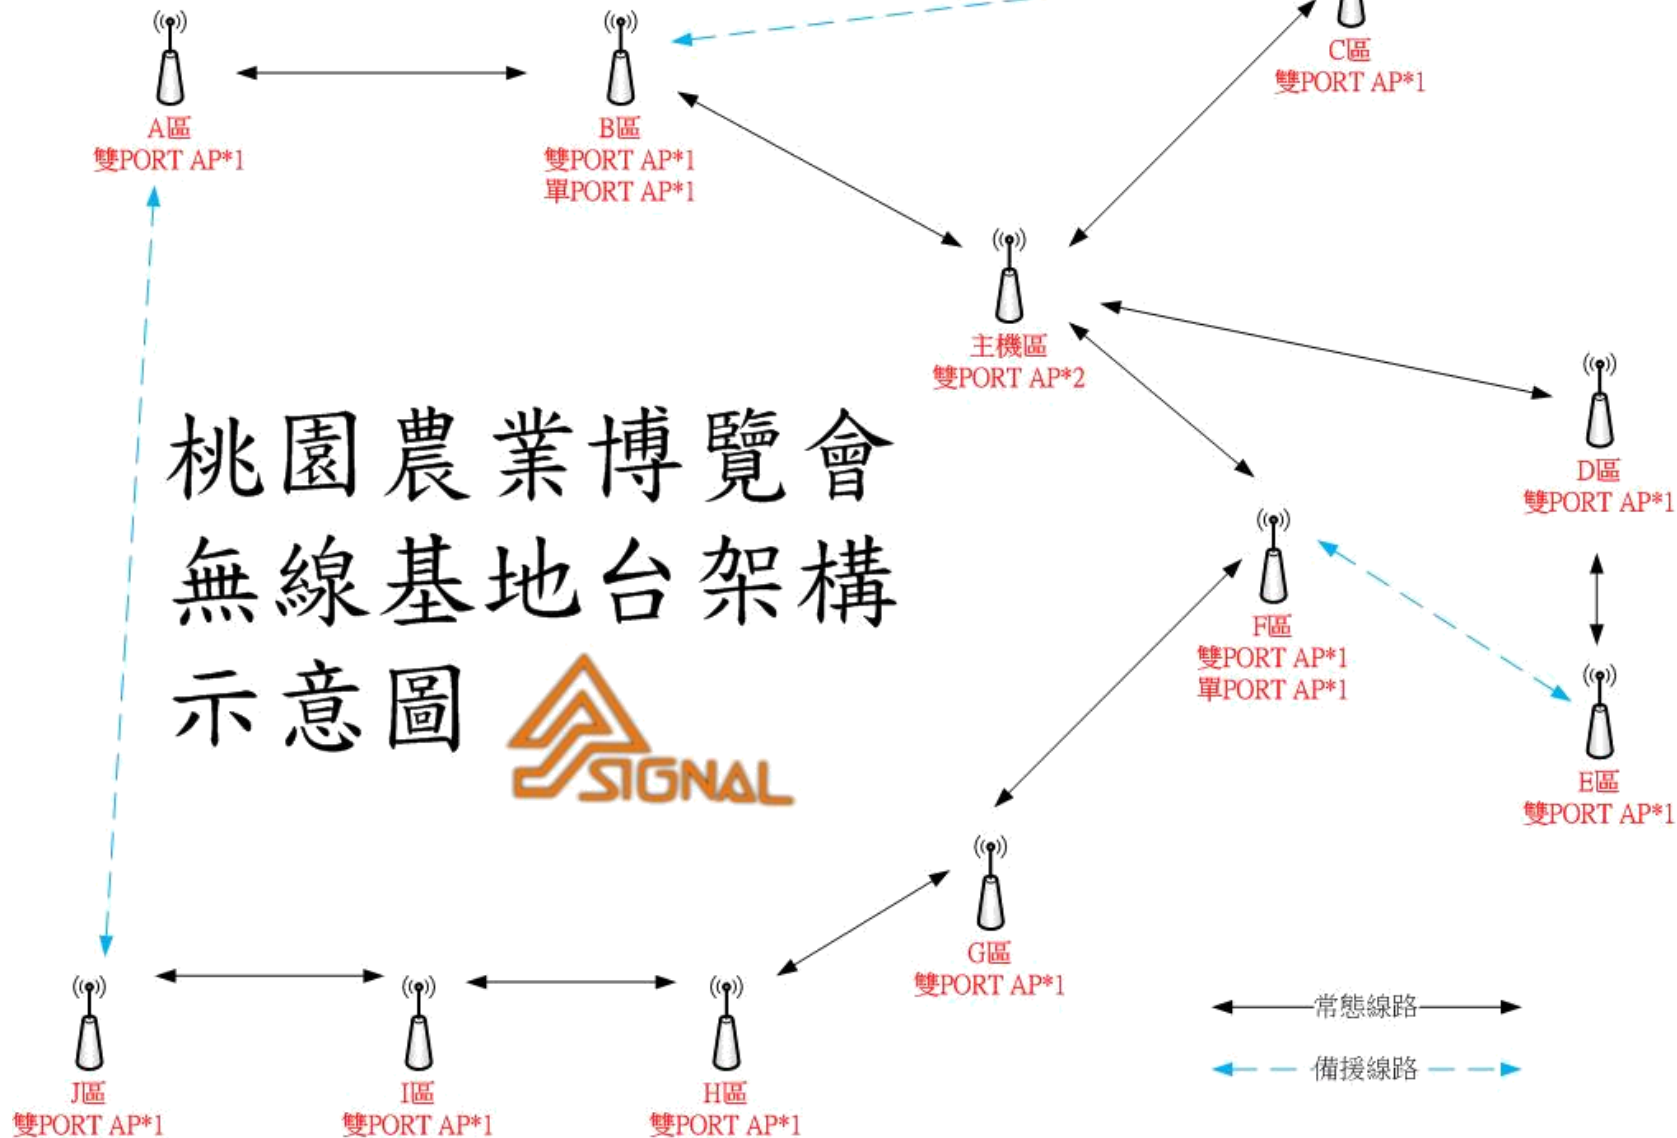 C區
雙PORT AP*1
A區
雙PORT AP*1
B區
雙PORT AP*1
單PORT AP*1
主機區
雙PORT AP*2
D區
雙PORT AP*1
桃園農業博覽會
無線基地台架構
示意圖
SIGNAL
F區
雙PORT AP*1
單PORT AP*1
E區
雙PORT AP*1
G區
雙PORT AP*1
常態線路
備援線路
J區
雙PORT AP*1
I區
雙PORT AP*1
H區
雙PORT AP*1